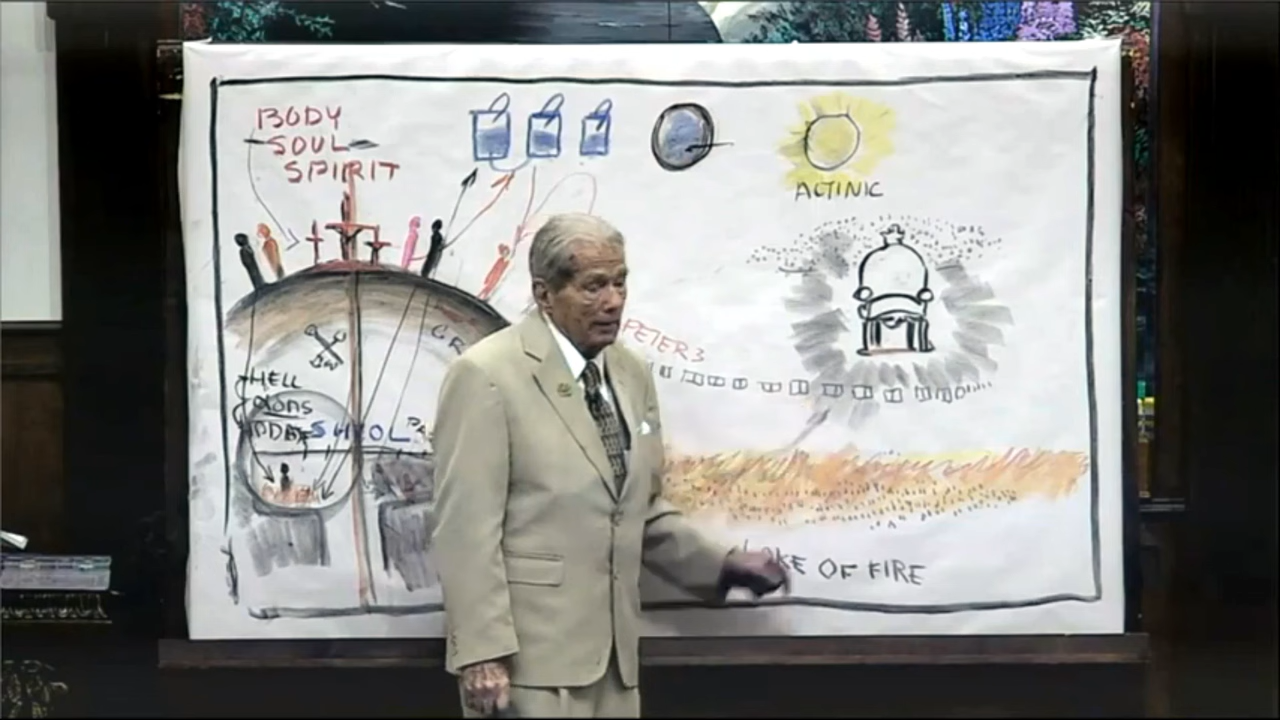 BODY
SOUL
SPIRIT
ACTINIC
PETER 3
HELL
SHEOL
OF FIRE